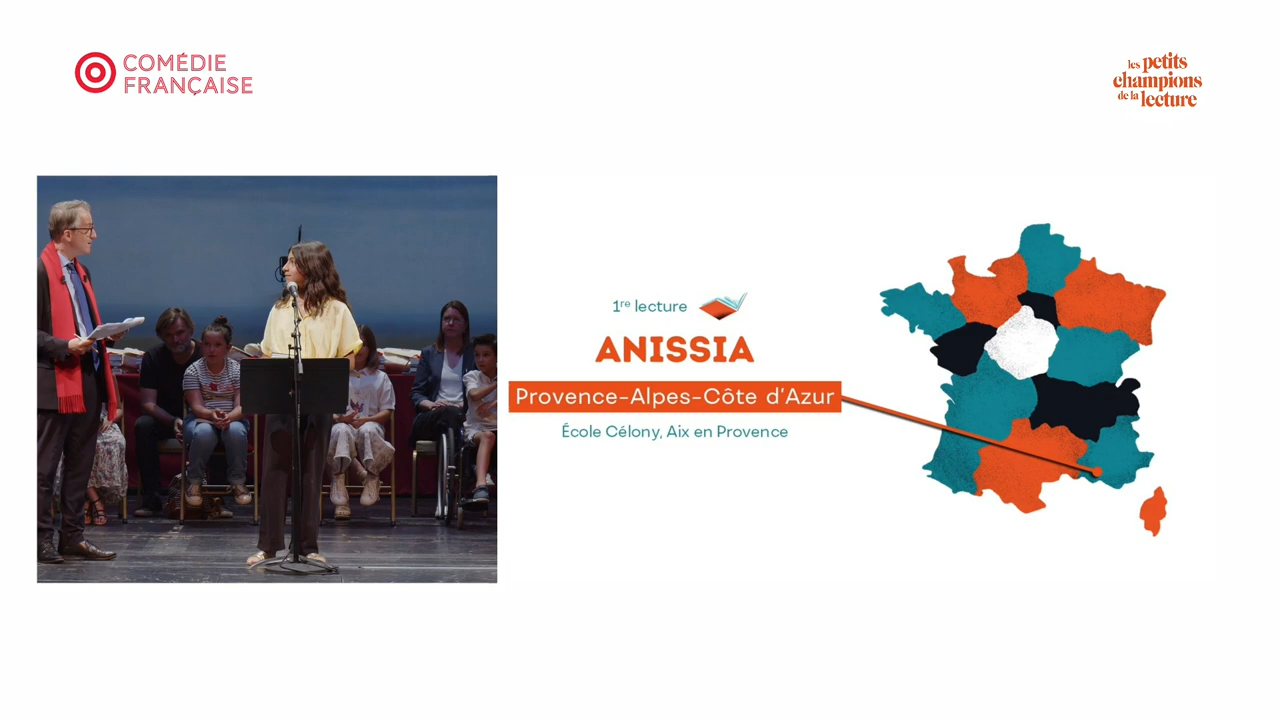 COMÉDIE
FRANÇAISE
les petits
champions
de la lecture
1re lecture
ANISSIA
Provence-Alpes-Côte d'Azur
École Célony, Aix en Provence